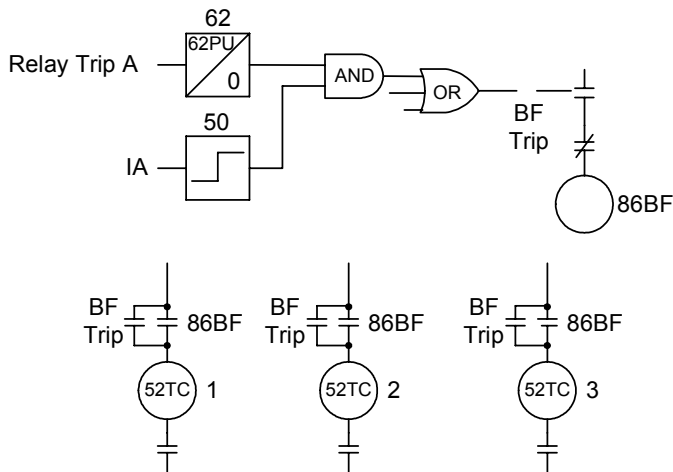 62
62PU
0
Relay Trip A
AND
OR
BF
Trip
50
IA
86BF
BF
Trip
86BF
52TC
1
BF
Trip
86BF
52TC
2
BF
Trip
86BF
52TC
3